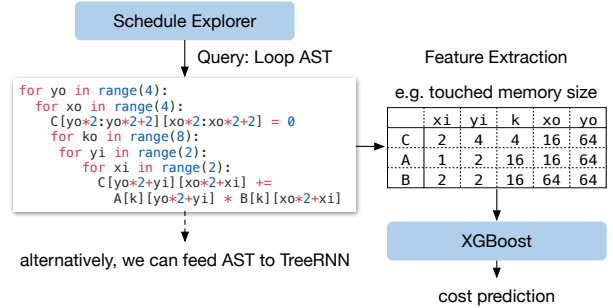 Schedule Explorer
Query: Loop AST
for yo in range(4):
for xo in range(4):
C[yo*2:yo*2+2][xo*2:xo*2+2] = 0
for ko in range(8):
for yi in range(2):
for xi in range(2):
C[yo*2+yi][xo*2+xi] +=
A[k][yo*2+yi] * B[k][xo*2+xi]
alternatively, we can feed AST to TreeRNN
Feature Extraction
e.g. touched memory size
xi yi k xo yo
C 2 4 4 16 64
A 1 2 16 16 64
B 2 2 16 64 64
XGBoost
cost prediction